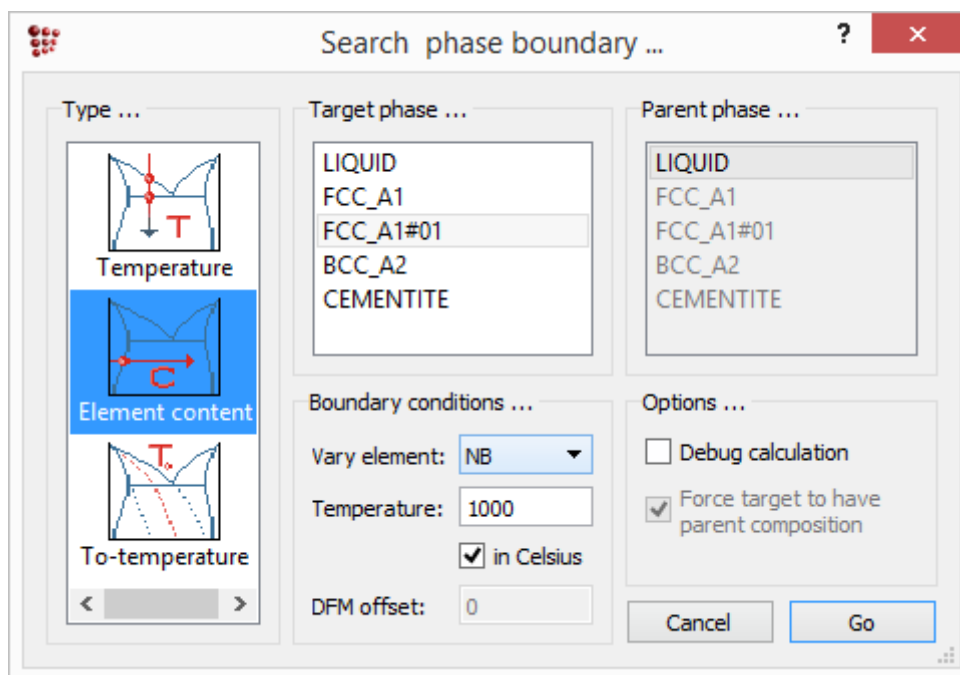 Search phase boundary ...
?
Type ...
T
Temperature
C
Element content
To
To-temperature
Target phase ...
LIQUID
FCC_A1
FCC_A1#01
BCC_A2
CEMENTITE
Parent phase ...
LIQUID
FCC_A1
FCC_A1#01
BCC_A2
CEMENTITE
Boundary conditions ...
Vary element: NB
Temperature: 1000
in Celsius
DFM offset: 0
Options ...
Debug calculation
Force target to have
parent composition
Cancel
Go